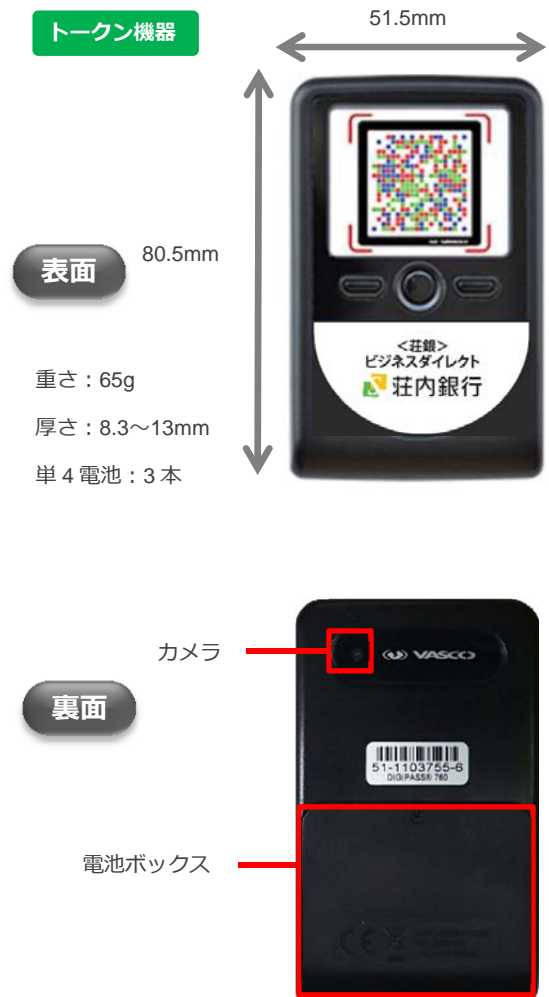 トークン機器
51.5mm
表面
80.5mm
重さ：65g
厚さ：8.3～13mm
単４電池：3 本
＜荘銀＞
ビジネスダイレクト
荘内銀行
カメラ
VASCO
裏面
51-1103755-6
DIGIPASS® 760
電池ボックス
CE